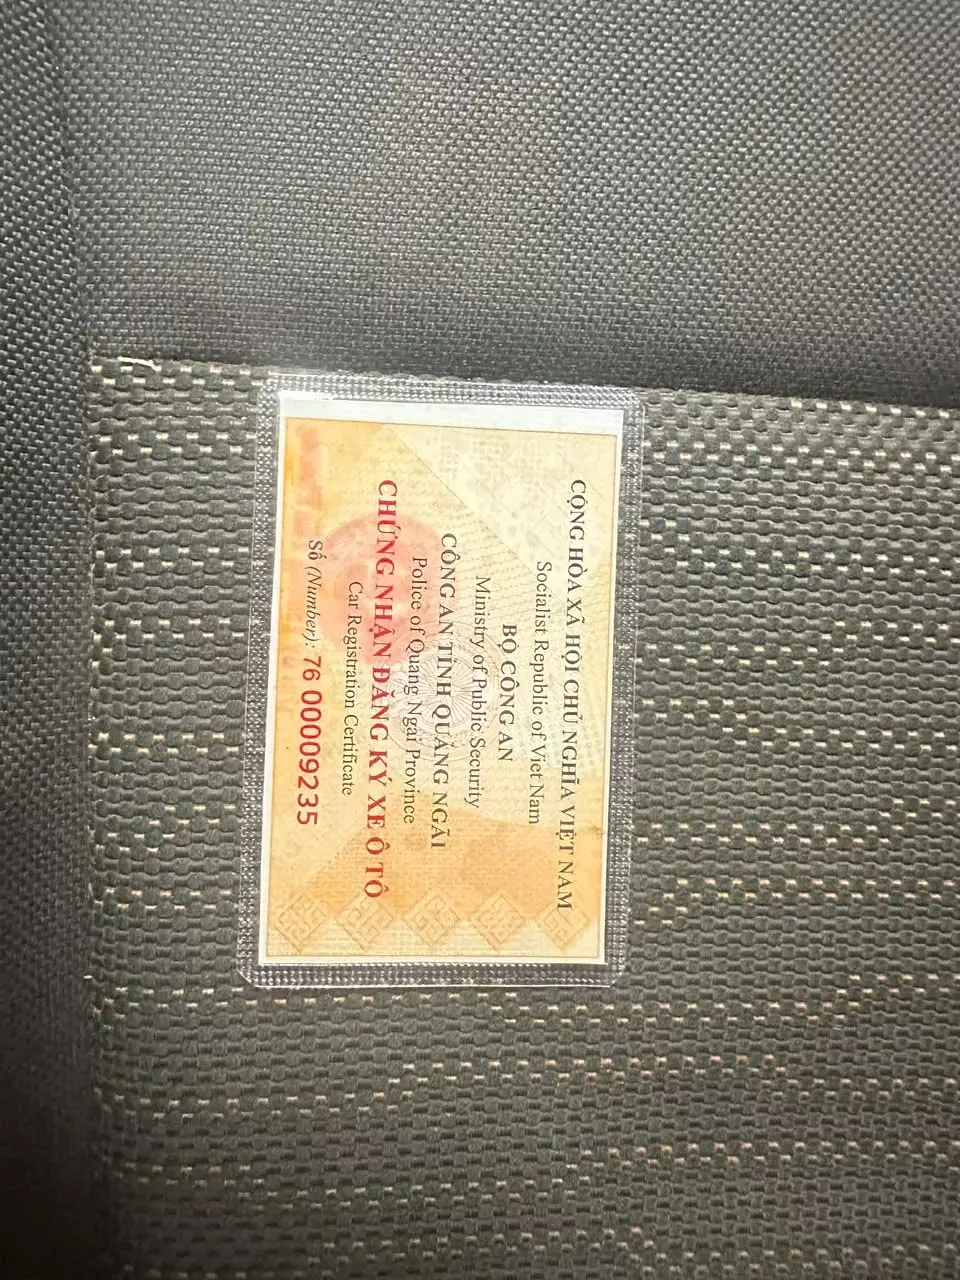 CỘNG HÒA XÃ HỘI CHỦ NGHĨA VIỆT NAM
Socialist Republic of Viet Nam
BỘ CÔNG AN
Ministry of Public Security
CÔNG AN TỈNH QUẢNG NGÃI
Police of Quang Ngai Province
CHỨNG NHẬN ĐĂNG KÝ XE Ô TÔ
Car Registration Certificate
Số (Number): 76 00009235